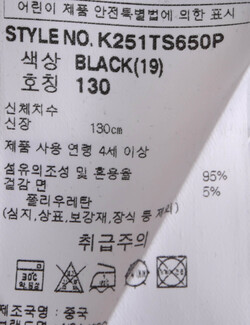 어린이 제품 안전특별법에 의한 표시
STYLE NO. K251TS650P
색상 BLACK(19)
호칭 130
신체치수
신장 130cm
제품 사용 연령 4세 이상
섬유의조성 및 혼용율
겉감 면 95%
폴리우레탄 5%
(심지,상표,보강재,장식 등 제외)
취급주의
30℃
제조국명 : 중국